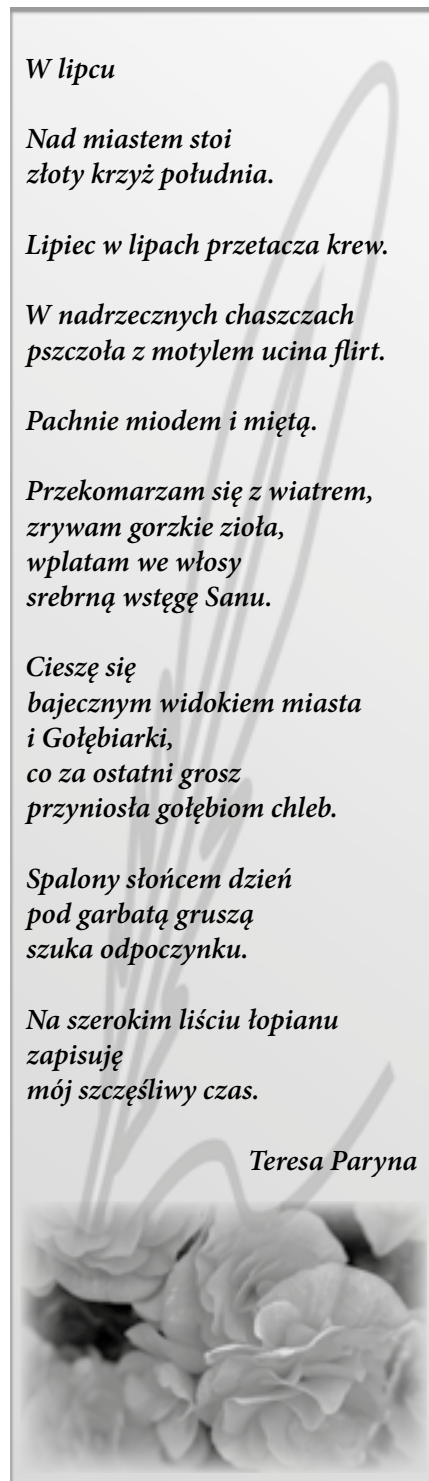 W lipcu
Nad miastem stoi
złoty krzyż południa.
Lipiec w lipach przetacza krew.
W nadrzecznych chaszczach
pszczoła z motylem ucina flirt.
Pachnie miodem i miętą.
Przekomarzam się z wiatrem,
zrywam gorzkie zioła,
wplatam we włosy
srebrną wstęgę Sanu.
Cieszę się
bajecznym widokiem miasta
i Gołębiarki,
co za ostatni grosz
przyniosła gołębiom chleb.
Spalony słońcem dzień
pod garbatą gruszą
szuka odpoczynku.
Na szerokim liściu łopianu
zapisuję
mój szczęśliwy czas.
Teresa Paryna